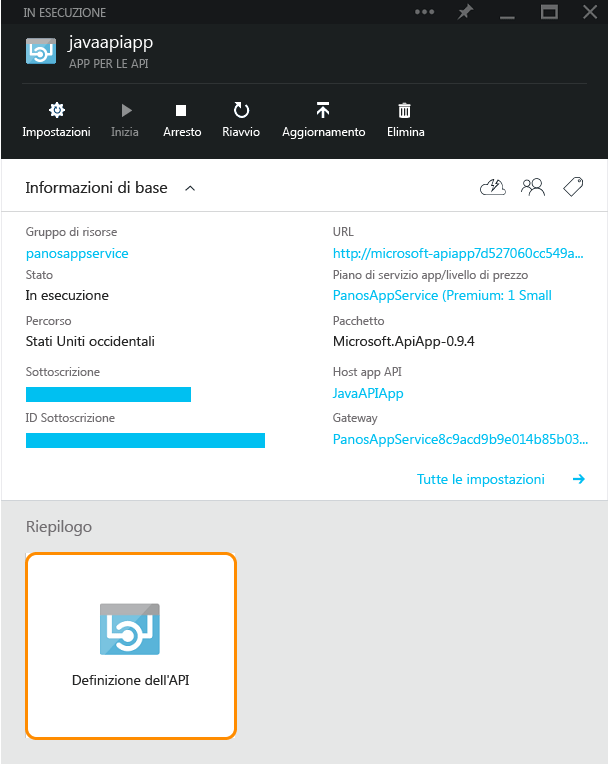 IN ESECUZIONE
javaapiapp
APP PER LE API
Impostazioni
Inizia
Arresto
Riavvio
Aggiornamento
Elimina
Informazioni di base
Gruppo di risorse
panosappservice
Stato
In esecuzione
Percorso
Stati Uniti occidentali
Sottoscrizione
ID Sottoscrizione
URL
http://microsoft-apiapp7d527060cc549a...
Piano di servizio app/livello di prezzo
PanosAppService (Premium: 1 Small
Pacchetto
Microsoft.ApiApp-0.9.4
Host app API
JavaAPIApp
Gateway
PanosAppService8c9acd9b9e014b85b03...
Tutte le impostazioni
Riepilogo
Definizione dell'API